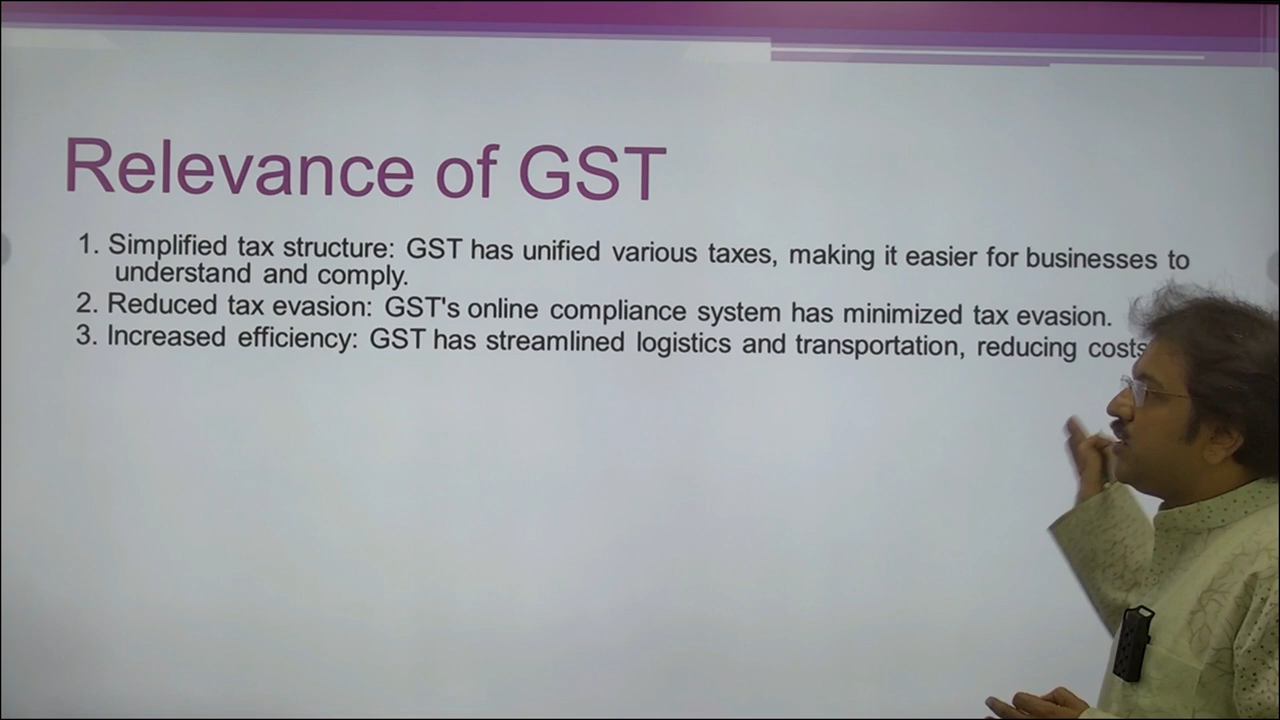 Relevance of GST
1. Simplified tax structure: GST has unified various taxes, making it easier for businesses to
understand and comply.
2. Reduced tax evasion: GST's online compliance system has minimized tax evasion.
3. Increased efficiency: GST has streamlined logistics and transportation, reducing costs